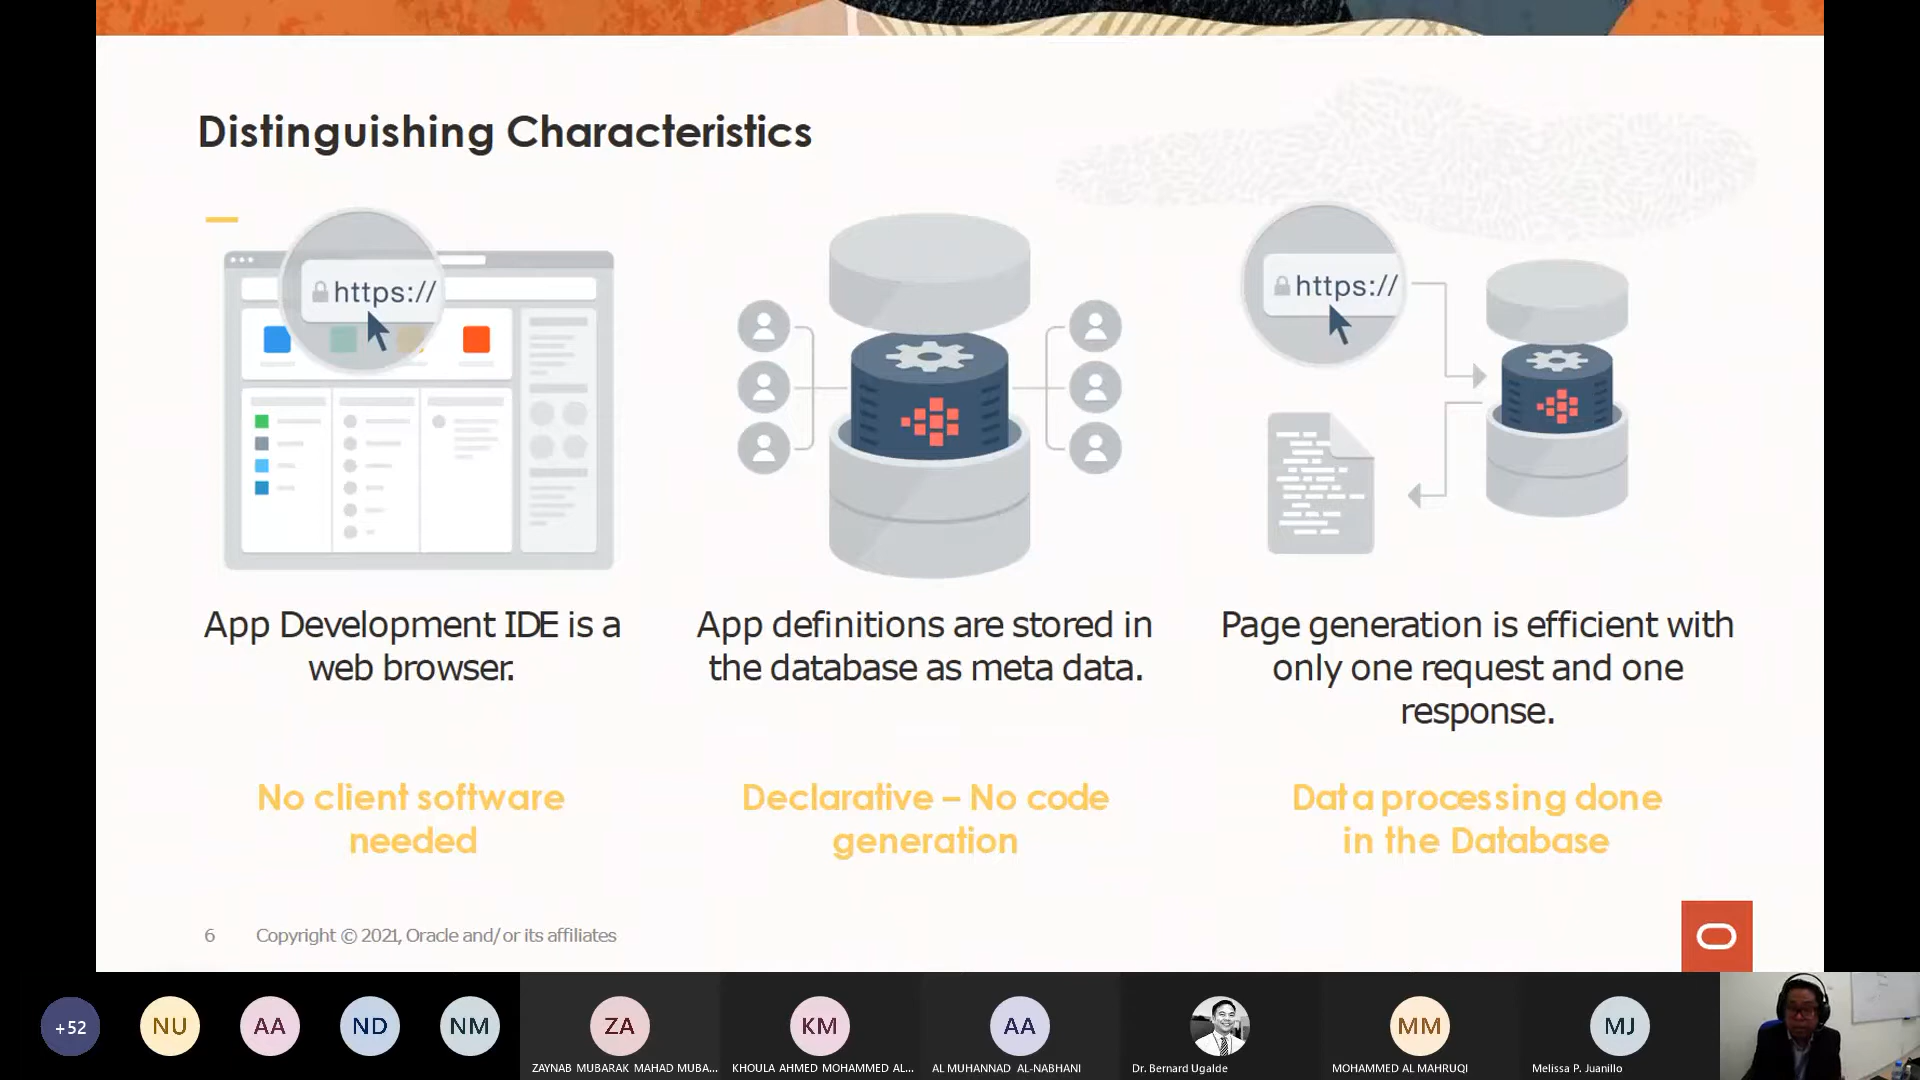 Distinguishing Characteristics
https://
https://
App Development IDE is a
web browser.
App definitions are stored in
the database as meta data.
Page generation is efficient with
only one request and one
response.
No client software
needed
Declarative – No code
generation
Data processing done
in the Database
6 Copyright © 2021, Oracle and/or its affiliates
+52
NU
AA
ND
NM
ZA
KM
AA
MM
MJ
ZAYNAB MUBARAK MAHAD MUBA...
KHOULA AHMED MOHAMMED AL...
AL MUHANNAD AL-NABHANI
Dr. Bernard Ugalde
MOHAMMED AL MAHRUQI
Melissa P. Juanillo